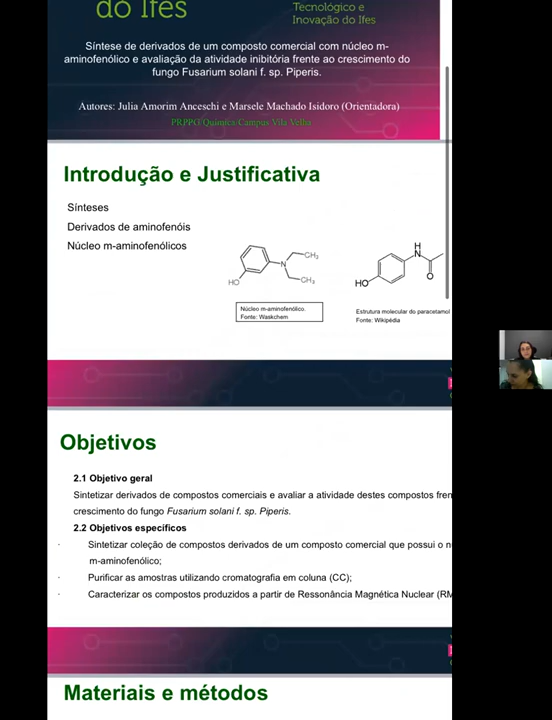 do Ifes
Tecnológico e
Inovação do Ifes
Síntese de derivados de um composto comercial com núcleo m-
aminofenólico e avaliação da atividade inibitória frente ao crescimento do
fungo Fusarium solani f. sp. Piperis.
Autores: Julia Amorim Anceschi e Marsele Machado Isidoro (Orientadora)
PRPPG Química Campus Vila Velha
Introdução e Justificativa
Sínteses
Derivados de aminofenóis
Núcleo m-aminofenólicos
CH3
N
HO
CH3
H
N
O
HO
Núcleo m-aminofenólico.
Fonte: Waskchem
Estrutura molecular do paracetamol
Fonte: Wikipédia
Objetivos
2.1 Objetivo geral
Sintetizar derivados de compostos comerciais e avaliar a atividade destes compostos fren
crescimento do fungo Fusarium solani f. sp. Piperis.
2.2 Objetivos específicos
· Sintetizar coleção de compostos derivados de um composto comercial que possui o n
m-aminofenólico;
· Purificar as amostras utilizando cromatografia em coluna (CC);
· Caracterizar os compostos produzidos a partir de Ressonância Magnética Nuclear (RM
Materiais e métodos